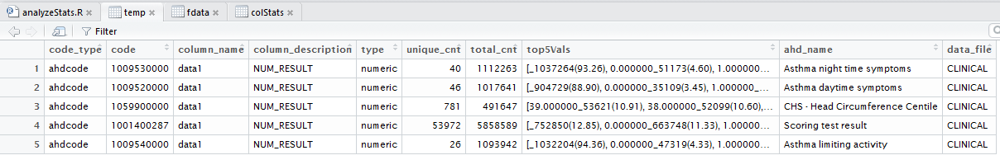 analyzeStats.R × temp × fdata × colStats ×
Filter
code_type code column_name column_description type unique_cnt total_cnt top5Vals ahd_name data_file
1 ahdcode 1009530000 data1 NUM_RESULT numeric 40 1112263 [_1037264(93.26), 0.000000_51173(4.60), 1.000000... Asthma night time symptoms CLINICAL
2 ahdcode 1009520000 data1 NUM_RESULT numeric 46 1017641 [_904729(88.90), 0.000000_35109(3.45), 1.000000_... Asthma daytime symptoms CLINICAL
3 ahdcode 1059900000 data1 NUM_RESULT numeric 781 491647 [39.000000_53621(10.91), 38.000000_52099(10.60),... CHS - Head Circumference Centile CLINICAL
4 ahdcode 1001400287 data1 NUM_RESULT numeric 53972 5858589 [_752850(12.85), 0.000000_663748(11.33), 1.00000... Scoring test result CLINICAL
5 ahdcode 1009540000 data1 NUM_RESULT numeric 26 1093942 [_1032204(94.36), 0.000000_47319(4.33), 1.000000... Asthma limiting activity CLINICAL